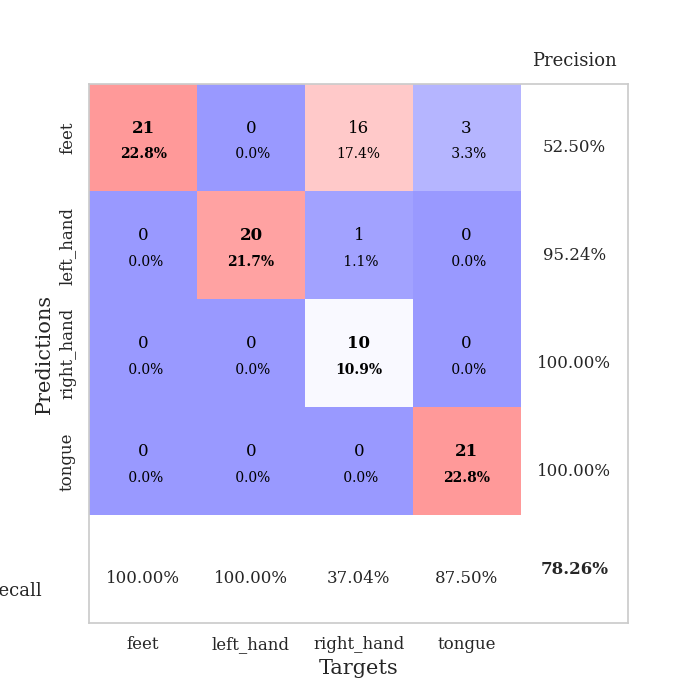 Precision
feet
21 0 16 3
22.8% 0.0% 17.4% 3.3%
52.50%
left_hand
0 20 1 0
0.0% 21.7% 1.1% 0.0%
95.24%
Predictions
right_hand
0 0 10 0
0.0% 0.0% 10.9% 0.0%
100.00%
tongue
0 0 0 21
0.0% 0.0% 0.0% 22.8%
100.00%
ecall
100.00% 100.00% 37.04% 87.50% 78.26%
feet left_hand right_hand tongue
Targets